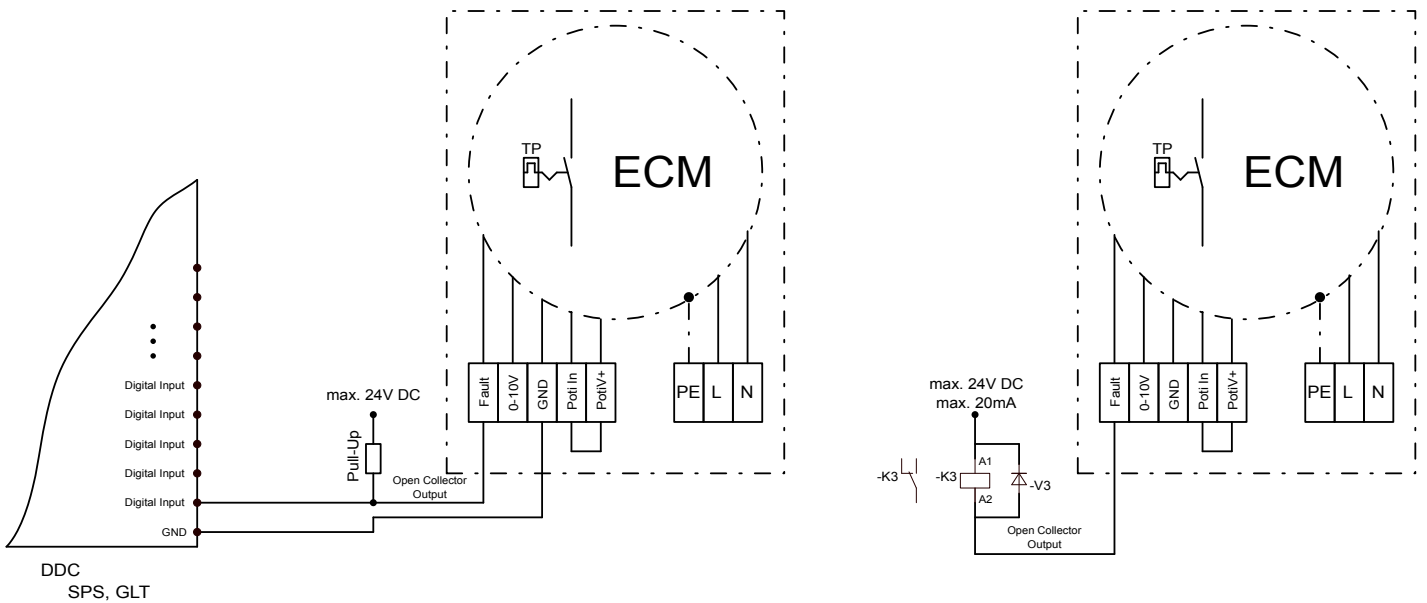 TP
ECM
Fault
0-10V
GND
Poti In
PotiV+
PE
L
N
Digital Input
Digital Input
Digital Input
Digital Input
Digital Input
GND
max. 24V DC
Pull-Up
Open Collector
Output
DDC
SPS, GLT
TP
ECM
Fault
0-10V
GND
Poti In
PotiV+
PE
L
N
max. 24V DC
max. 20mA
-K3
-K3
A1
A2
-V3
Open Collector
Output